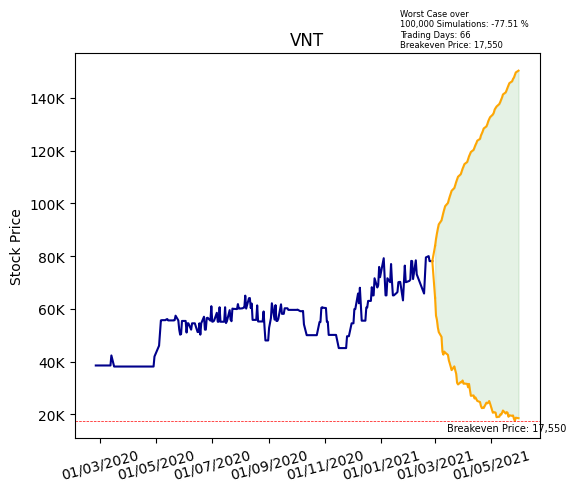 Worst Case over
100,000 Simulations: -77.51 %
Trading Days: 66
Breakeven Price: 17,550
VNT
Stock Price
140K
120K
100K
80K
60K
40K
20K
Breakeven Price: 17,550
01/03/2020
01/05/2020
01/07/2020
01/09/2020
01/11/2020
01/01/2021
01/03/2021
01/05/2021